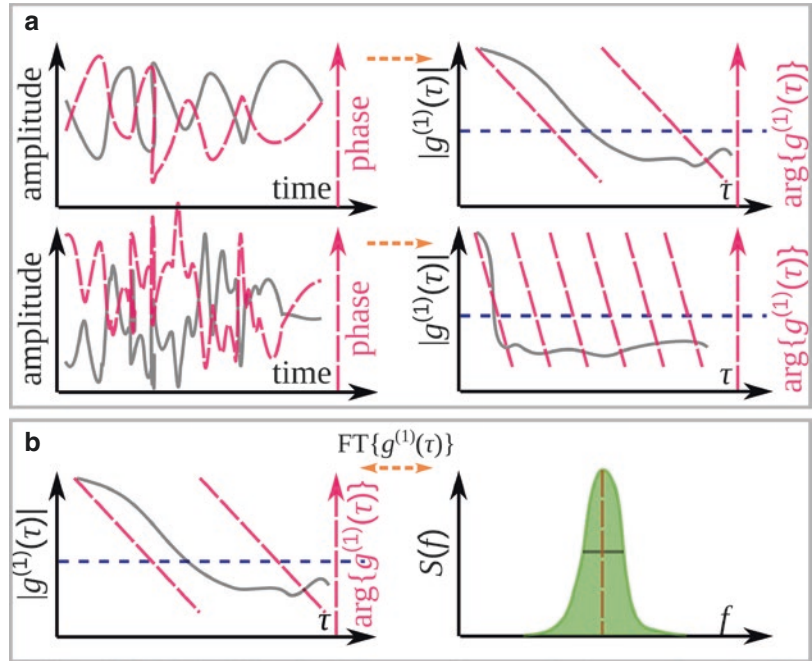 a
amplitude
time
phase
|g⁽¹⁾(τ)|
τ
arg{g⁽¹⁾(τ)}
amplitude
time
phase
|g⁽¹⁾(τ)|
τ
arg{g⁽¹⁾(τ)}
b
|g⁽¹⁾(τ)|
τ
arg{g⁽¹⁾(τ)}
FT{g⁽¹⁾(τ)}
S(f)
f